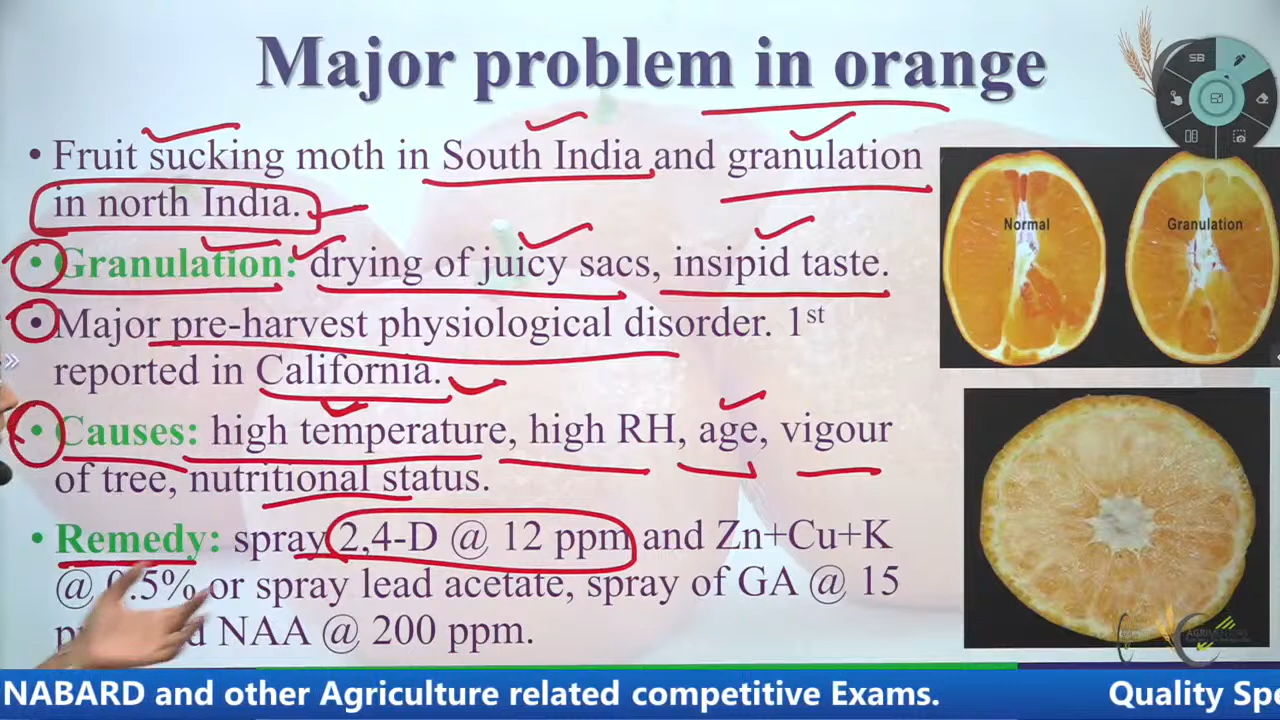 Major problem in orange
SB
• Fruit sucking moth in South India and granulation
in north India.
Normal
Granulation
• Granulation: drying of juicy sacs, insipid taste.
• Major pre-harvest physiological disorder. 1st
reported in California.
• Causes: high temperature, high RH, age, vigour
of tree, nutritional status.
• Remedy: spray 2,4-D @ 12 ppm and Zn+Cu+K
@ 0.5% or spray lead acetate, spray of GA @ 15
NAA @ 200 ppm.
NABARD and other Agriculture related competitive Exams.
Quality